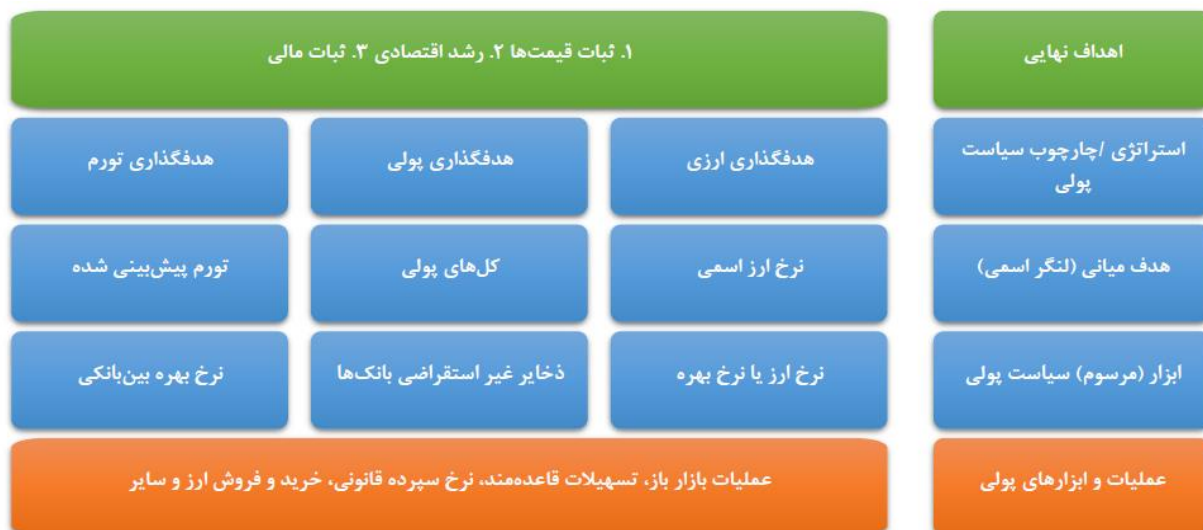 اهداف نهایی
۱. ثبات قیمت‌ها ۲. رشد اقتصادی ۳. ثبات مالی
استراتژی /چارچوب سیاست
پولی
هدفگذاری ارزی
هدفگذاری پولی
هدفگذاری تورم
هدف میانی (لنگر اسمی)
نرخ ارز اسمی
کل‌های پولی
تورم پیش‌بینی شده
ابزار (مرسوم) سیاست پولی
نرخ ارز یا نرخ بهره
ذخایر غیر استقراضی بانک‌ها
نرخ بهره بین‌بانکی
عملیات و ابزارهای پولی
عملیات بازار باز، تسهیلات قاعده‌مند، نرخ سپرده قانونی، خرید و فروش ارز و سایر